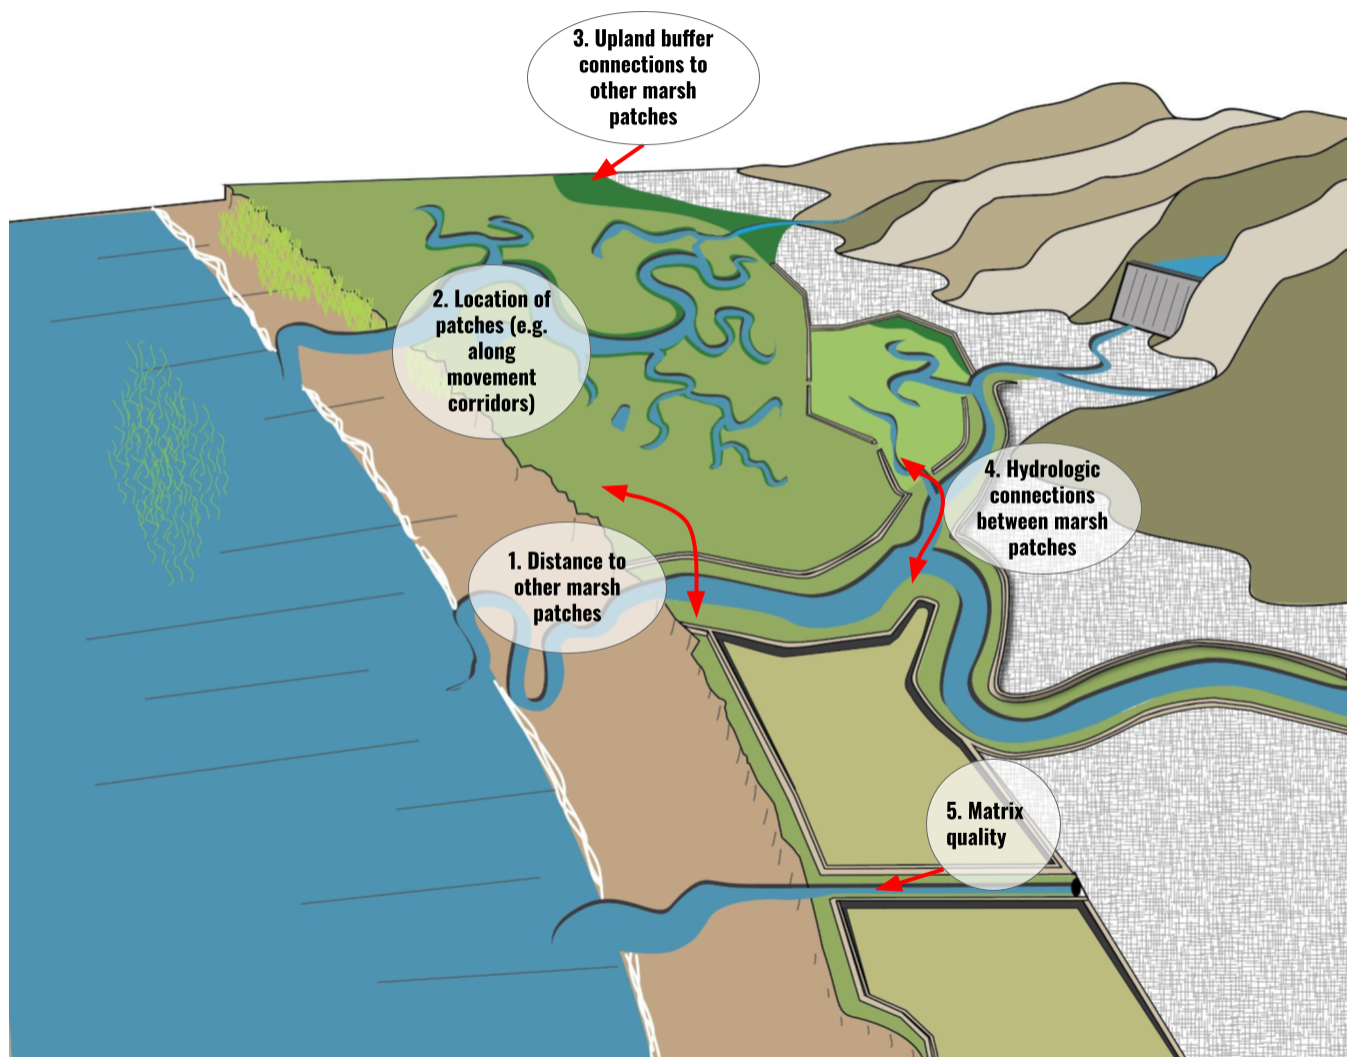 3. Upland buffer
connections to
other marsh
patches
2. Location of
patches (e.g.
along
movement
corridors)
4. Hydrologic
connections
between marsh
patches
1. Distance to
other marsh
patches
5. Matrix
quality